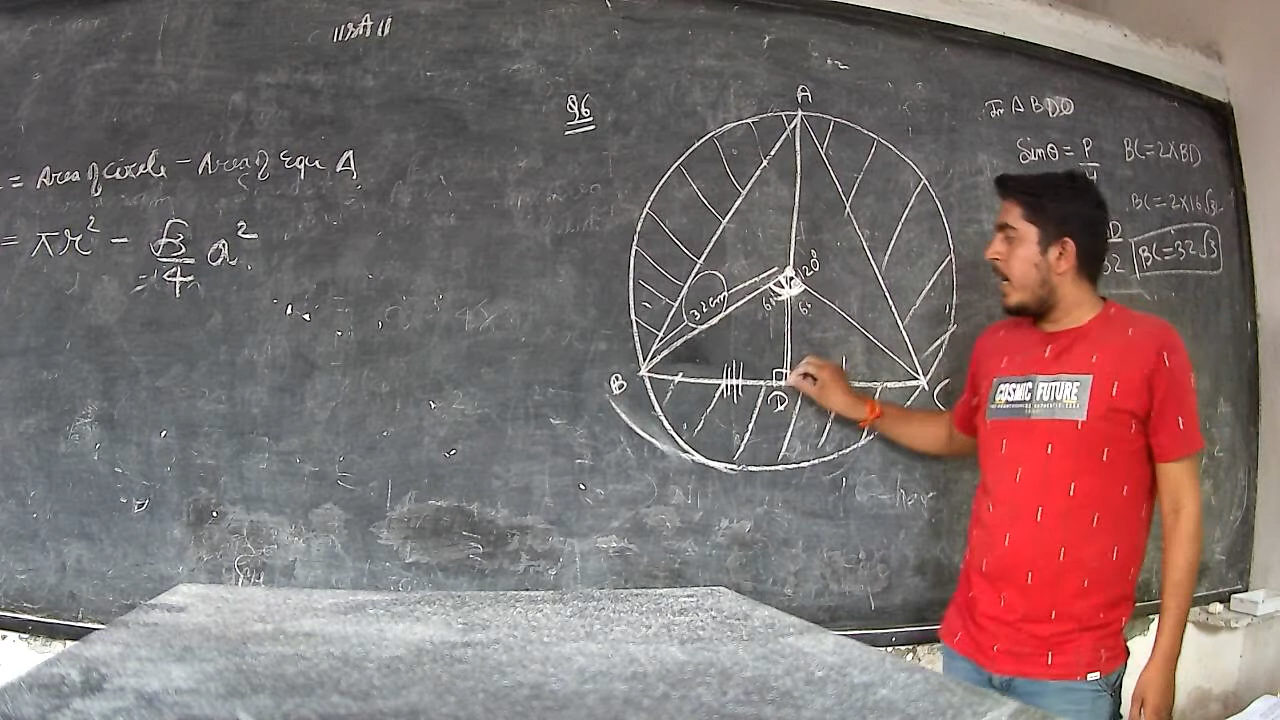 Q6
= Area of circle - Area of Equ Δ
= πr² - √3/4 a²
A
120°
32cm
60
60
B
D
C
In Δ BDO
Sinθ = P/H
BC = 2×BD
BC = 2×16√3
BC = 32√3
32
COSMIC FUTURE